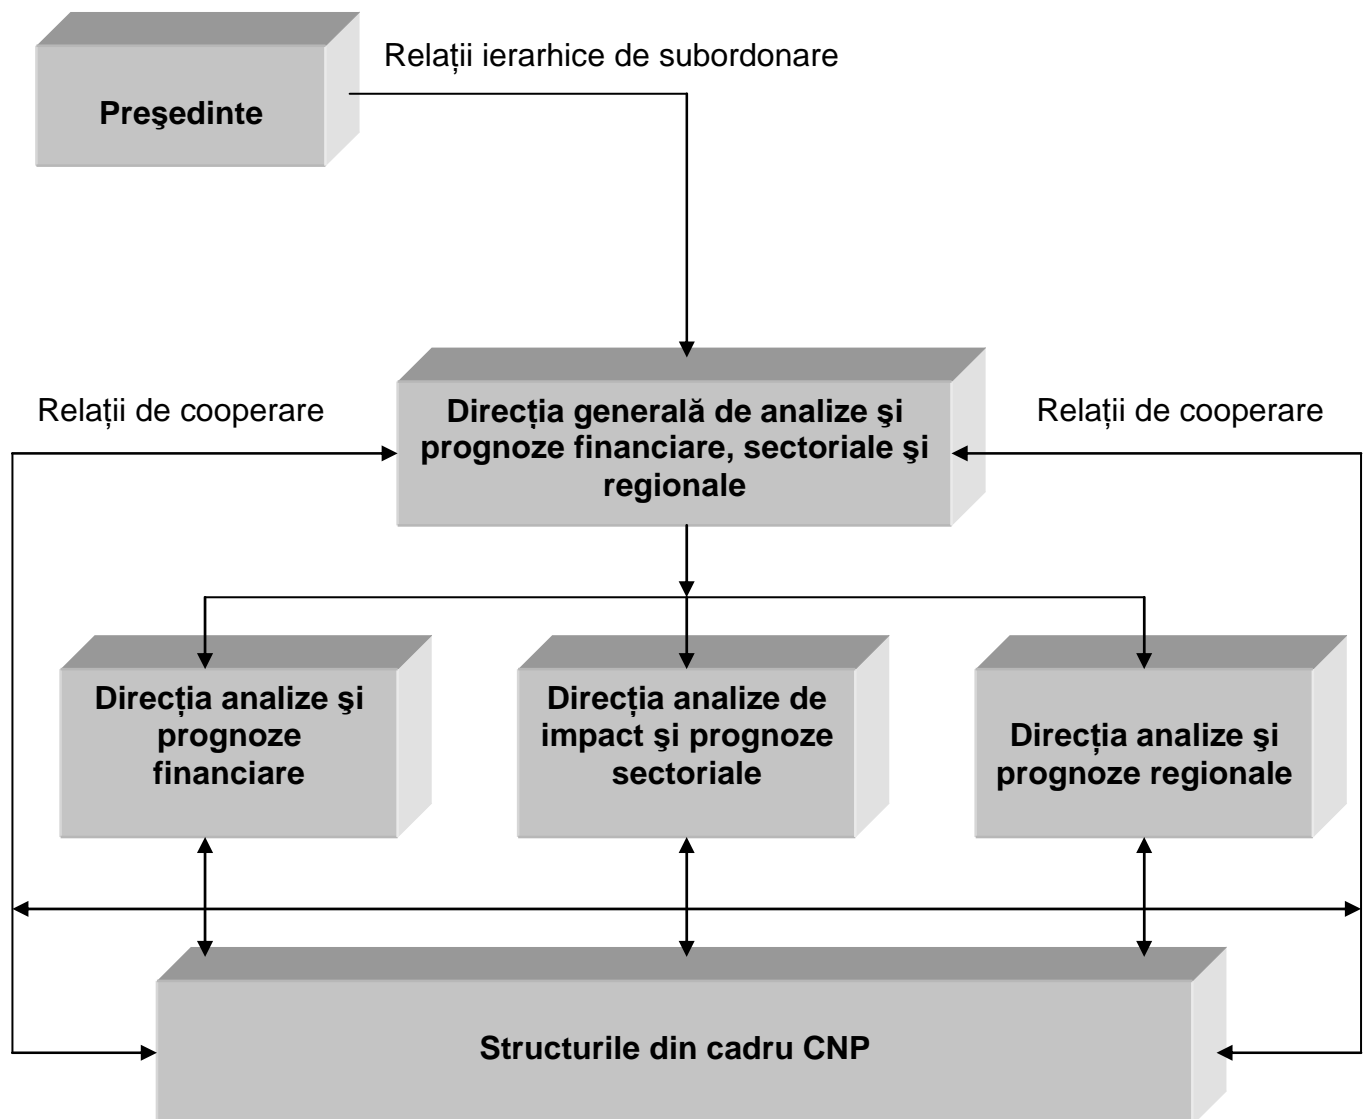 Relații ierarhice de subordonare
Preşedinte
Relații de cooperare
Direcția generală de analize şi
prognoze financiare, sectoriale şi
regionale
Relații de cooperare
Direcția analize şi
prognoze
financiare
Direcția analize de
impact şi prognoze
sectoriale
Direcția analize şi
prognoze regionale
Structurile din cadru CNP